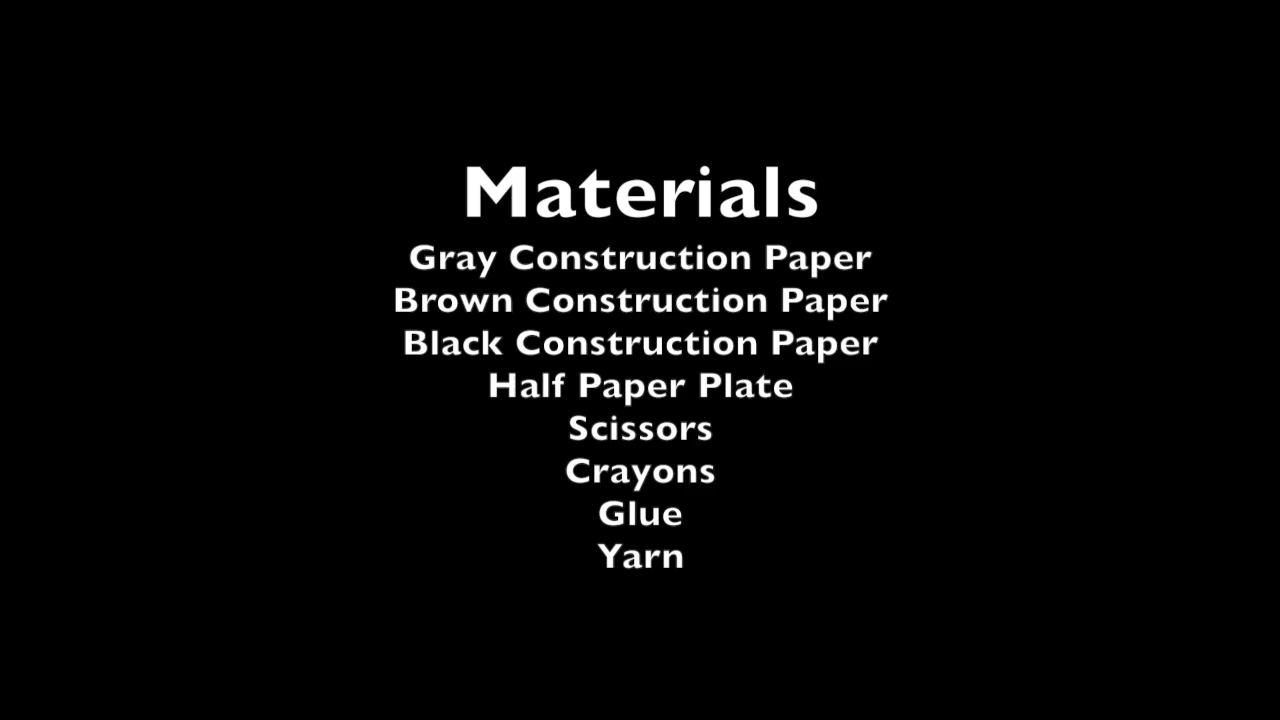 Materials
Gray Construction Paper
Brown Construction Paper
Black Construction Paper
Half Paper Plate
Scissors
Crayons
Glue
Yarn